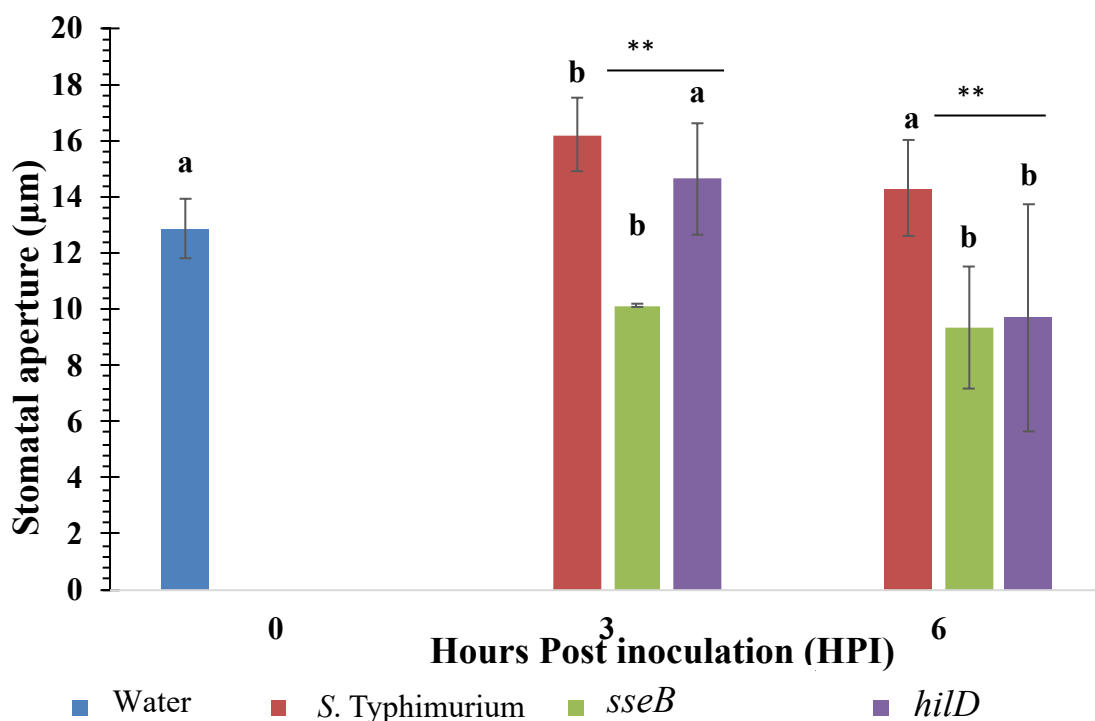 Stomatal aperture (µm)
20
18
16
14
12
10
8
6
4
2
0
a
b
b
a
**
a
b
b
**
0
3
6
Hours Post inoculation (HPI)
Water
S. Typhimurium
sseB
hilD